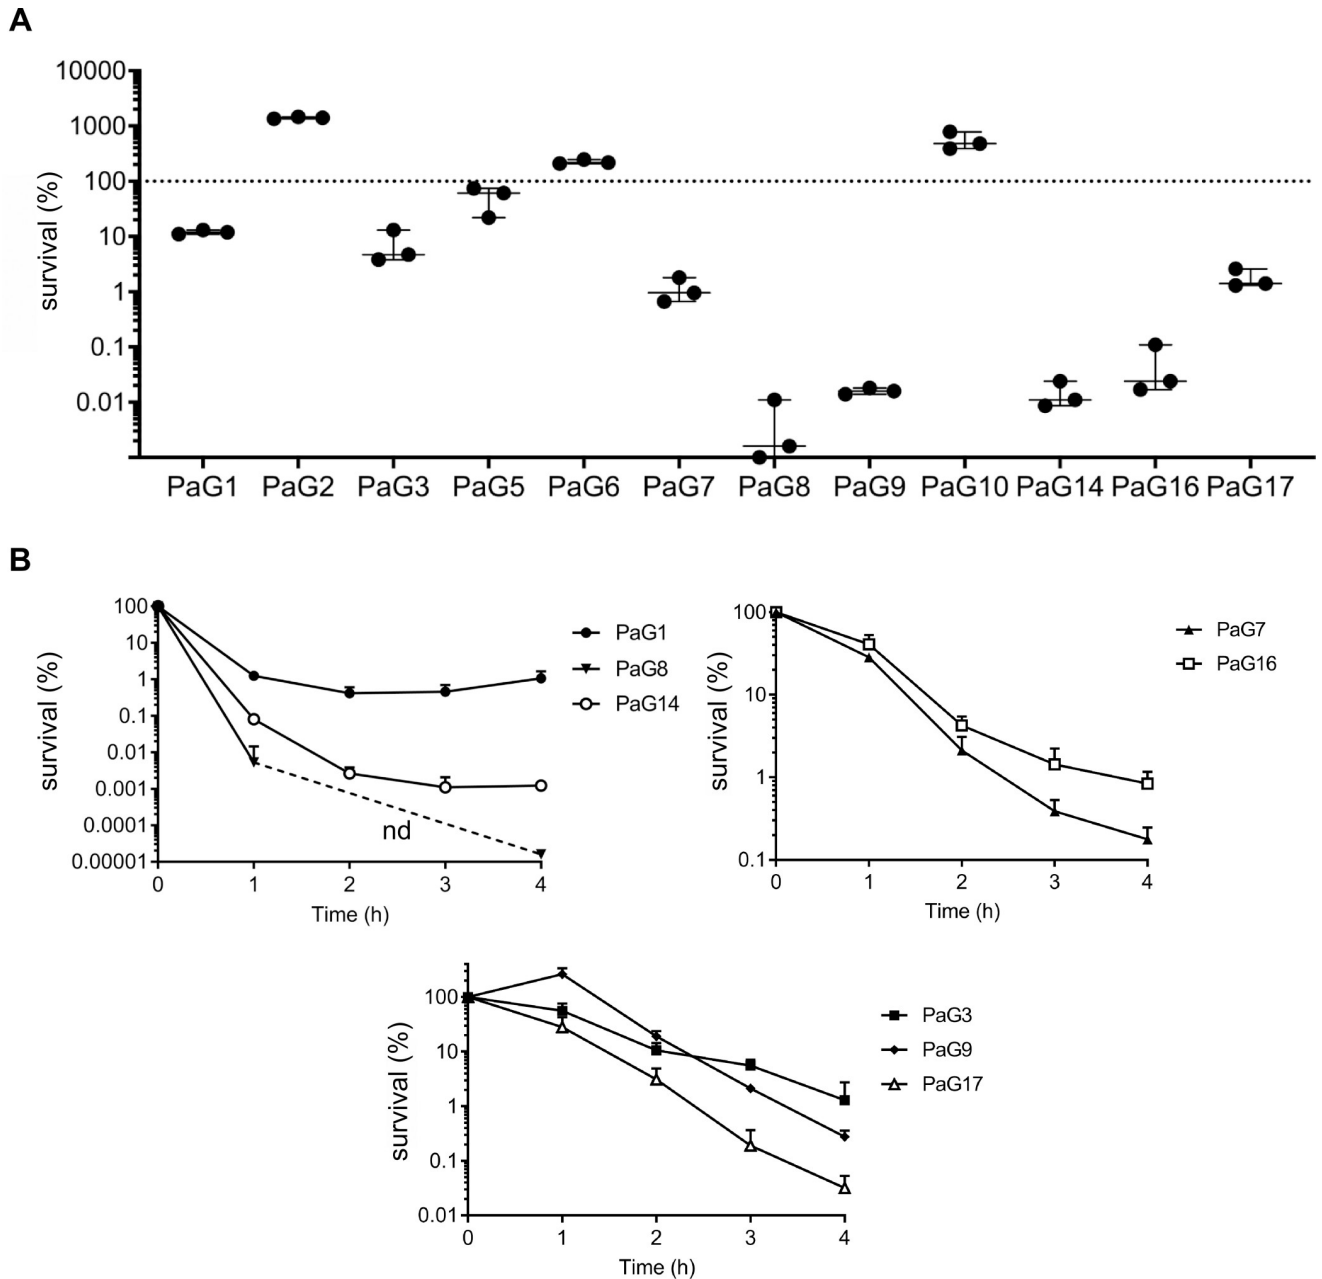 A
survival (%)
10000
1000
100
10
1
0.1
0.01
PaG1 PaG2 PaG3 PaG5 PaG6 PaG7 PaG8 PaG9 PaG10 PaG14 PaG16 PaG17
B
survival (%)
100
10
1
0.1
0.01
0.001
0.0001
0.00001
0 1 2 3 4
Time (h)
nd
PaG1
PaG8
PaG14
survival (%)
100
10
1
0.1
0 1 2 3 4
Time (h)
PaG7
PaG16
survival (%)
100
10
1
0.1
0.01
0 1 2 3 4
Time (h)
PaG3
PaG9
PaG17